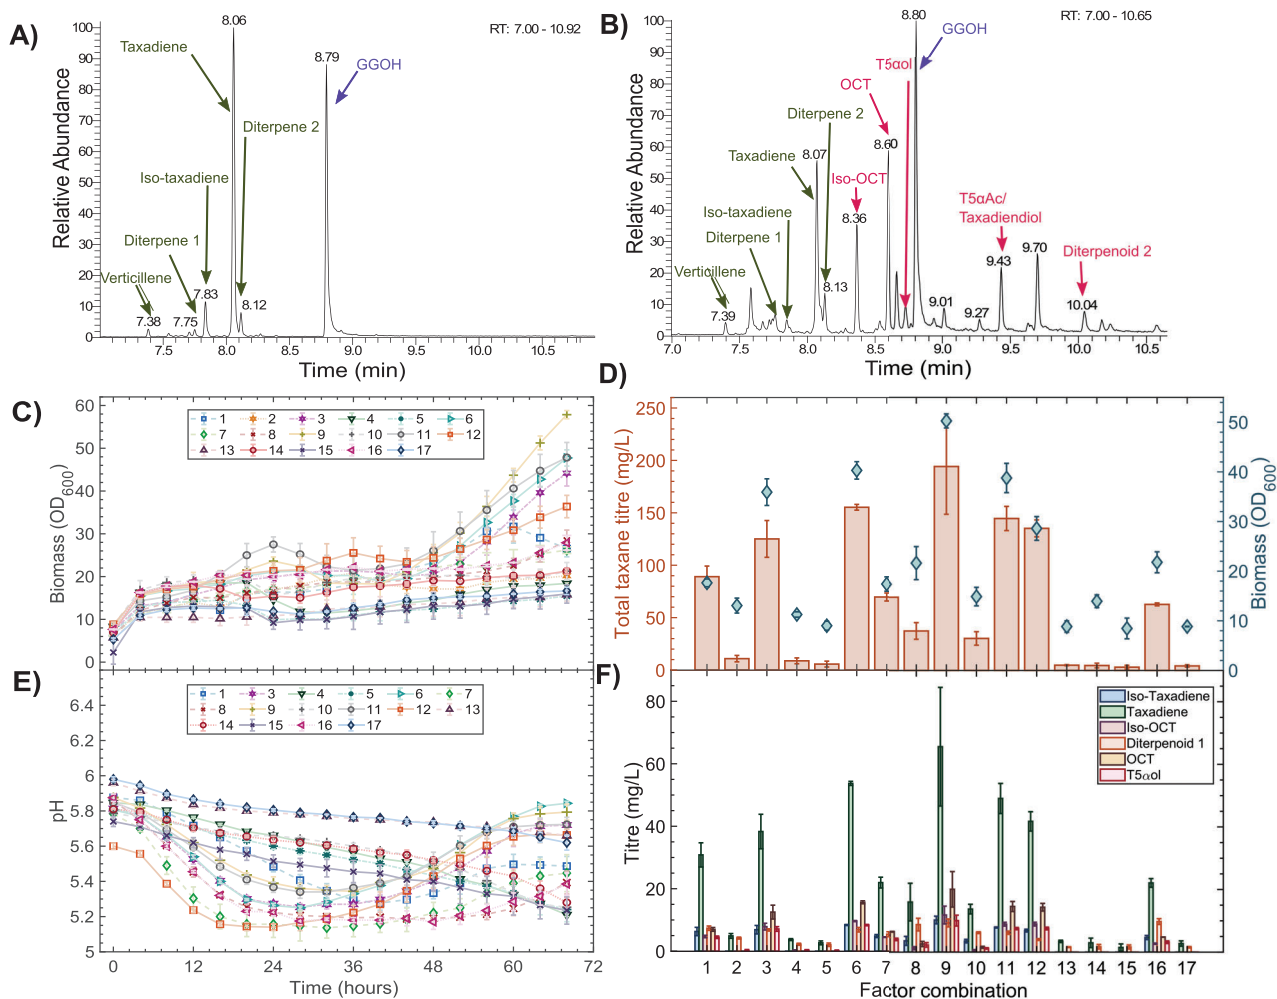 A)
RT: 7.00 - 10.92
Relative Abundance
100
90
80
70
60
50
40
30
20
10
0
8.06
Taxadiene
8.79
GGOH
Diterpene 2
Iso-taxadiene
Diterpene 1
Verticillene
7.38
7.75
7.83
8.12
7.5
8.0
8.5
9.0
9.5
10.0
10.5
Time (min)
B)
RT: 7.00 - 10.65
Relative Abundance
100
90
80
70
60
50
40
30
20
10
0
8.80
GGOH
T5αol
OCT
Diterpene 2
Taxadiene
8.07
8.60
Iso-OCT
8.36
Iso-taxadiene
Diterpene 1
Verticillene
7.39
8.13
T5αAc/
Taxadiendiol
9.43
9.70
Diterpenoid 2
10.04
9.01
9.27
7.0
7.5
8.0
8.5
9.0
9.5
10.0
10.5
Time (min)
C)
Biomass (OD600)
60
50
40
30
20
10
0
1 2 3 4 5 6
7 8 9 10 11 12
13 14 15 16 17
D)
Total taxane titre (mg/L)
250
200
150
100
50
0
Biomass (OD600)
50
40
30
20
10
0
E)
pH
6.4
6.2
6
5.8
5.6
5.4
5.2
5
1 3 4 5 6 7
8 9 10 11 12 13
14 15 16 17
0 12 24 36 48 60 72
Time (hours)
F)
Titre (mg/L)
80
60
40
20
0
Iso-Taxadiene
Taxadiene
Iso-OCT
Diterpenoid 1
OCT
T5αol
1 2 3 4 5 6 7 8 9 10 11 12 13 14 15 16 17
Factor combination